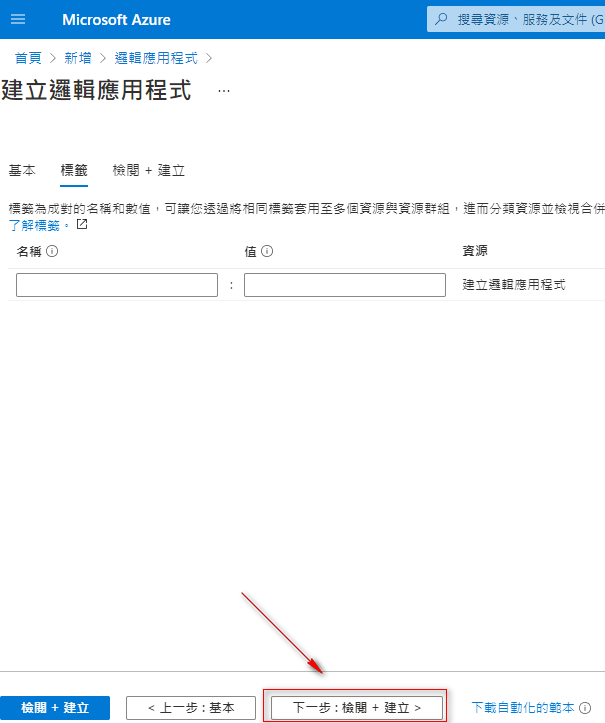 Microsoft Azure
搜尋資源、服務及文件 (G
首頁 > 新增 > 邏輯應用程式 >
建立邏輯應用程式 ...
基本 標籤 檢閱 + 建立
標籤為成對的名稱和數值，可讓您透過將相同標籤套用至多個資源與資源群組，進而分類資源並檢視合併
了解標籤。
名稱 值 資源
: 建立邏輯應用程式
檢閱 + 建立 < 上一步 : 基本 下一步 : 檢閱 + 建立 > 下載自動化的範本